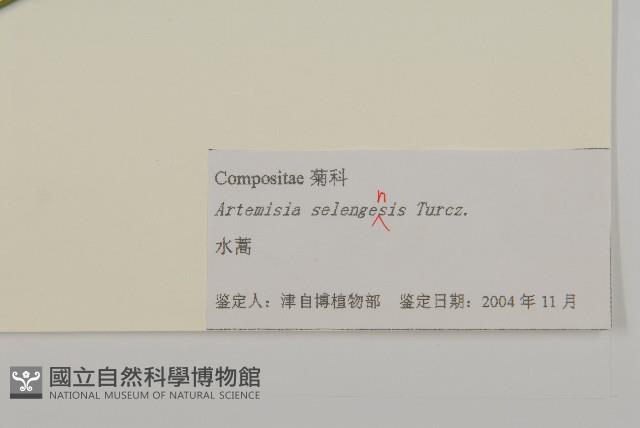 Compositae 菊科
n
Artemisia selengesis Turcz.
水蒿
鉴定人：津自博植物部 鉴定日期：2004 年 11 月
國立自然科學博物館
NATIONAL MUSEUM OF NATURAL SCIENCE